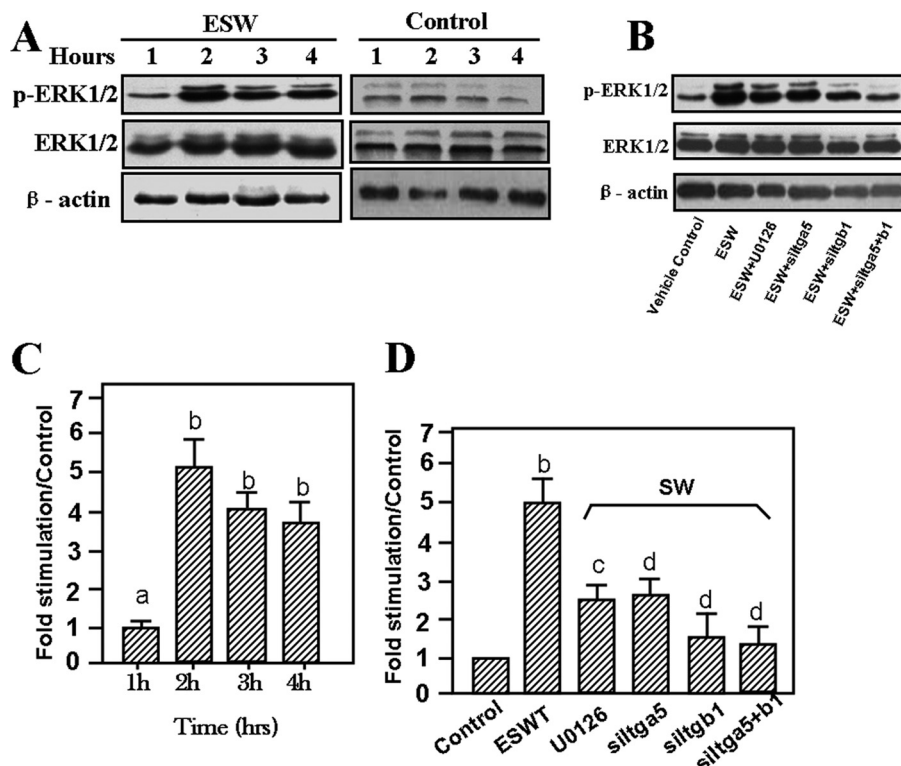 A
ESW
Control
Hours 1 2 3 4 1 2 3 4
p-ERK1/2
ERK1/2
β - actin
B
p-ERK1/2
ERK1/2
β - actin
Vehicle Control
ESW
ESW+U0126
ESW+siItga5
ESW+siItgb1
ESW+siItga5+b1
C
Fold stimulation/Control
7
6
5
4
3
2
1
0
a
b
b
b
1h 2h 3h 4h
Time (hrs)
D
Fold stimulation/Control
7
6
5
4
3
2
1
0
b
SW
c
d
d
d
Control
ESWT
U0126
siItga5
siItgb1
siItga5+b1